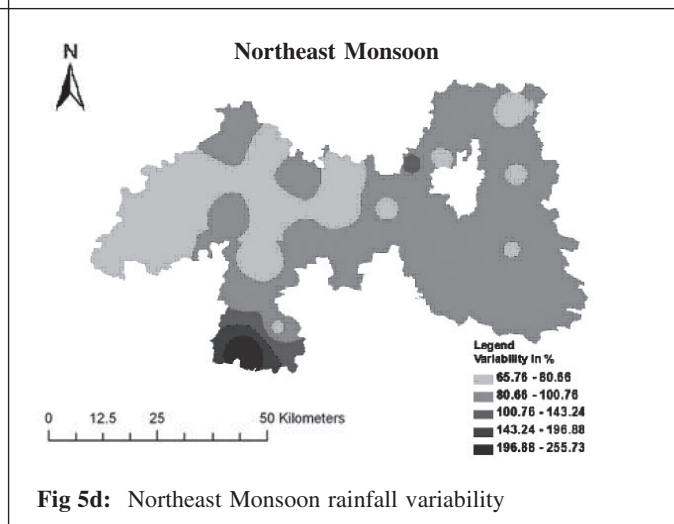 N
Northeast Monsoon
Legend
Variability in %
65.76 - 80.66
80.66 - 100.76
100.76 - 143.24
143.24 - 196.88
196.88 - 255.73
0 12.5 25 50 Kilometers
Fig 5d: Northeast Monsoon rainfall variability